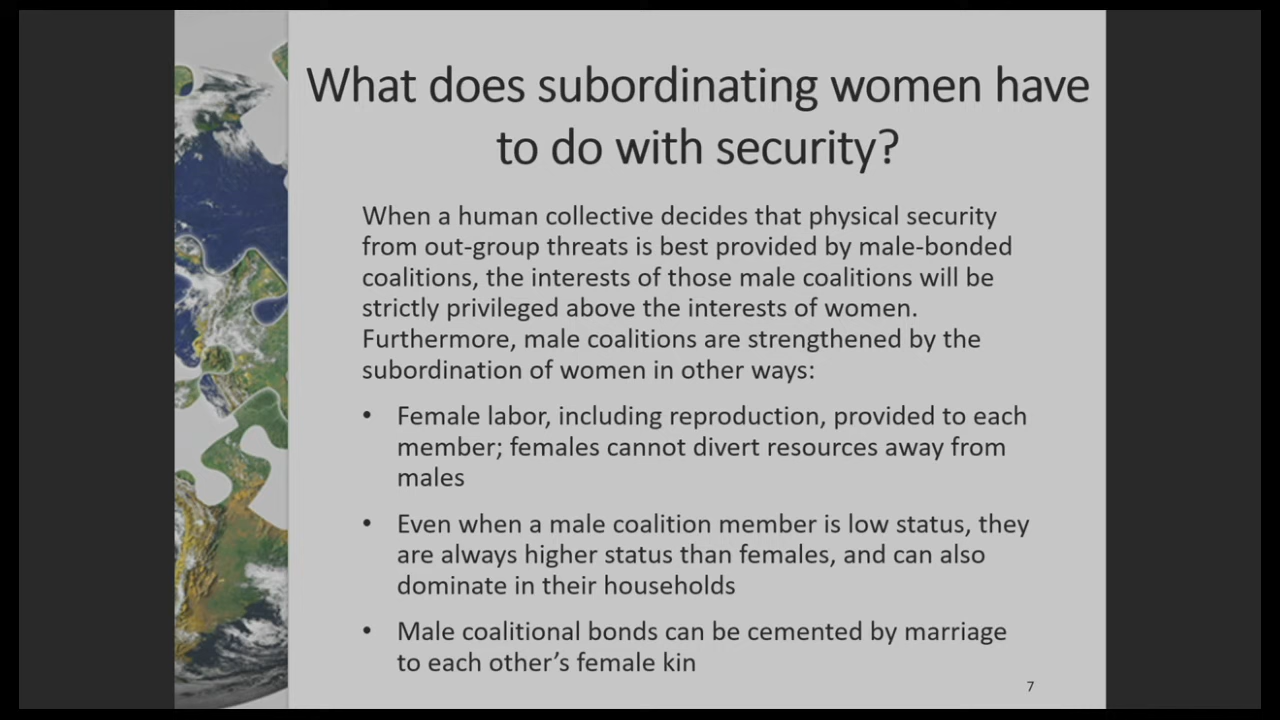 What does subordinating women have
to do with security?
When a human collective decides that physical security
from out-group threats is best provided by male-bonded
coalitions, the interests of those male coalitions will be
strictly privileged above the interests of women.
Furthermore, male coalitions are strengthened by the
subordination of women in other ways:
• Female labor, including reproduction, provided to each
member; females cannot divert resources away from
males
• Even when a male coalition member is low status, they
are always higher status than females, and can also
dominate in their households
• Male coalitional bonds can be cemented by marriage
to each other’s female kin
7